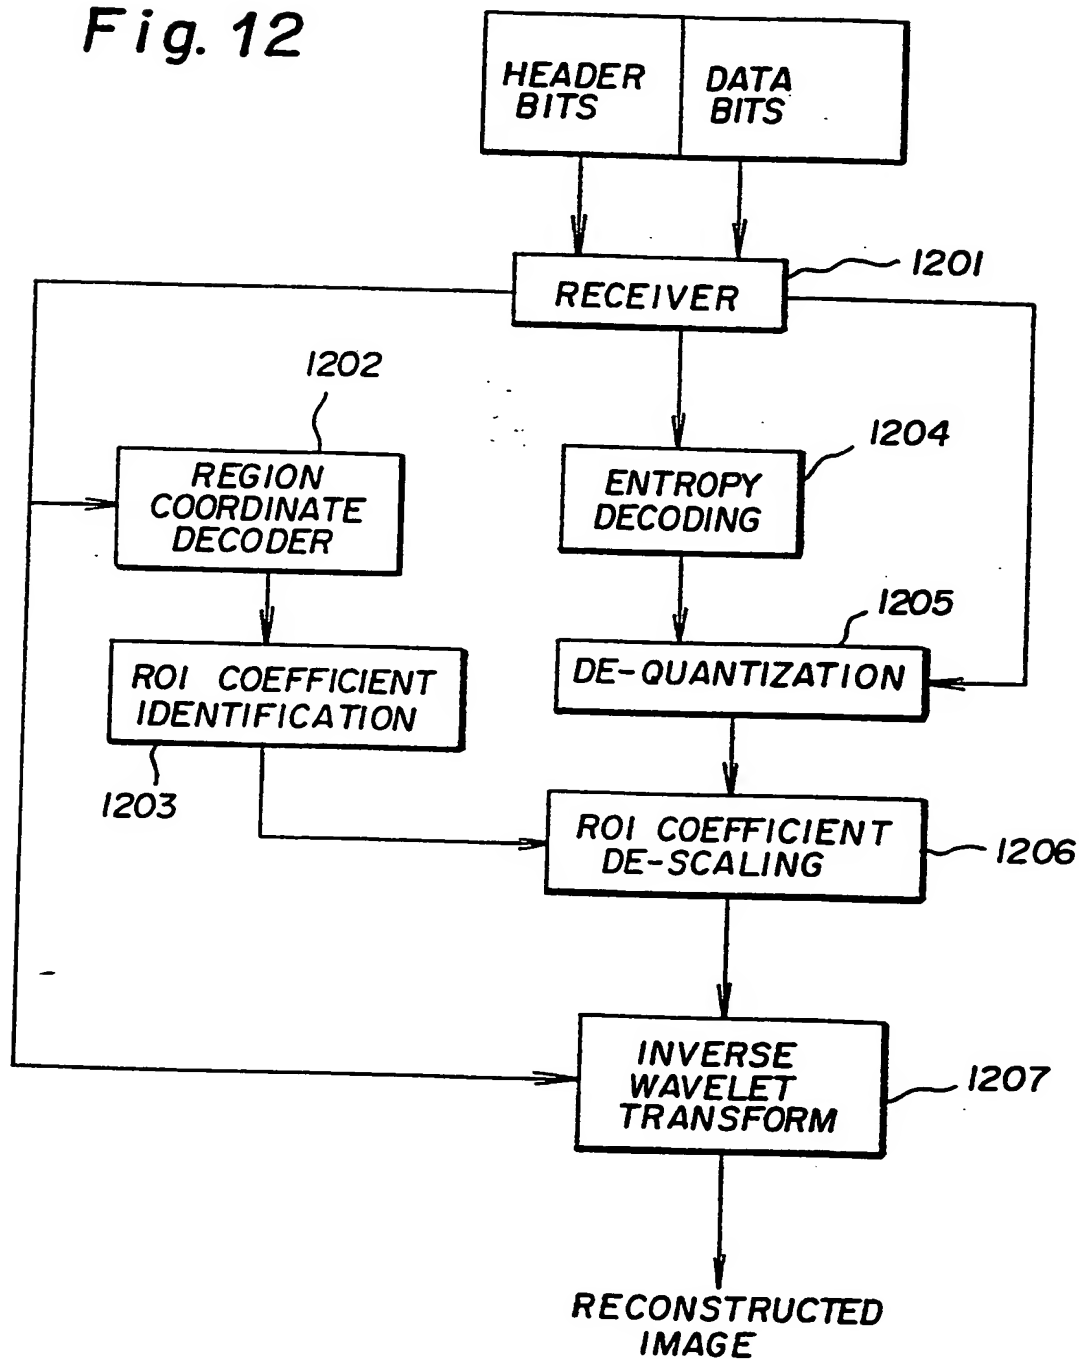 Fig. 12
HEADER
BITS
DATA
BITS
RECEIVER
1201
1202
REGION
COORDINATE
DECODER
ENTROPY
DECODING
1204
1205
ROI COEFFICIENT
IDENTIFICATION
1203
DE-QUANTIZATION
ROI COEFFICIENT
DE-SCALING
1206
INVERSE
WAVELET
TRANSFORM
1207
RECONSTRUCTED
IMAGE